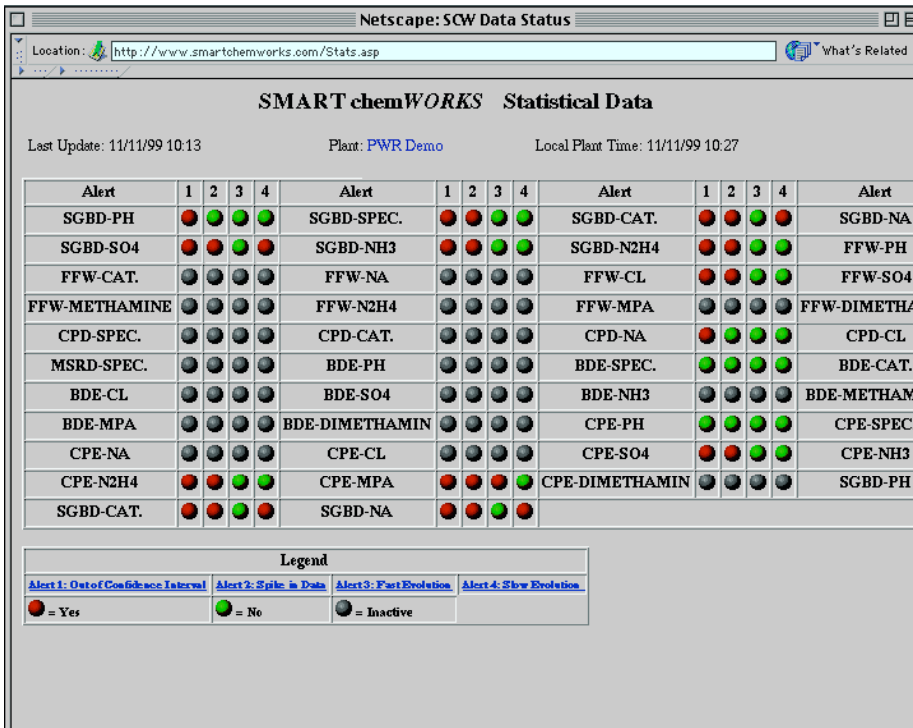 Netscape: SCW Data Status
Location: http://www.smartchemworks.com/Stats.asp What's Related
SMART chemWORKS Statistical Data
Last Update: 11/11/99 10:13 Plant: PWR Demo Local Plant Time: 11/11/99 10:27
Alert 1 2 3 4 Alert 1 2 3 4 Alert 1 2 3 4 Alert
SGBD-PH SGBD-SPEC. SGBD-CAT. SGBD-NA
SGBD-SO4 SGBD-NH3 SGBD-N2H4 FFW-PH
FFW-CAT. FFW-NA FFW-CL FFW-SO4
FFW-METHAMINE FFW-N2H4 FFW-MPA FFW-DIMETHA
CPD-SPEC. CPD-CAT. CPD-NA CPD-CL
MSRD-SPEC. BDE-PH BDE-SPEC. BDE-CAT.
BDE-CL BDE-SO4 BDE-NH3 BDE-METHAM
BDE-MPA BDE-DIMETHAMIN CPE-PH CPE-SPEC
CPE-NA CPE-CL CPE-SO4 CPE-NH3
CPE-N2H4 CPE-MPA CPE-DIMETHAMIN SGBD-PH
SGBD-CAT. SGBD-NA
Legend
Alert 1: Out of Confidence Interval Alert 2: Spike in Data Alert 3: Fast Evolution Alert 4: Slow Evolution
= Yes = No = Inactive